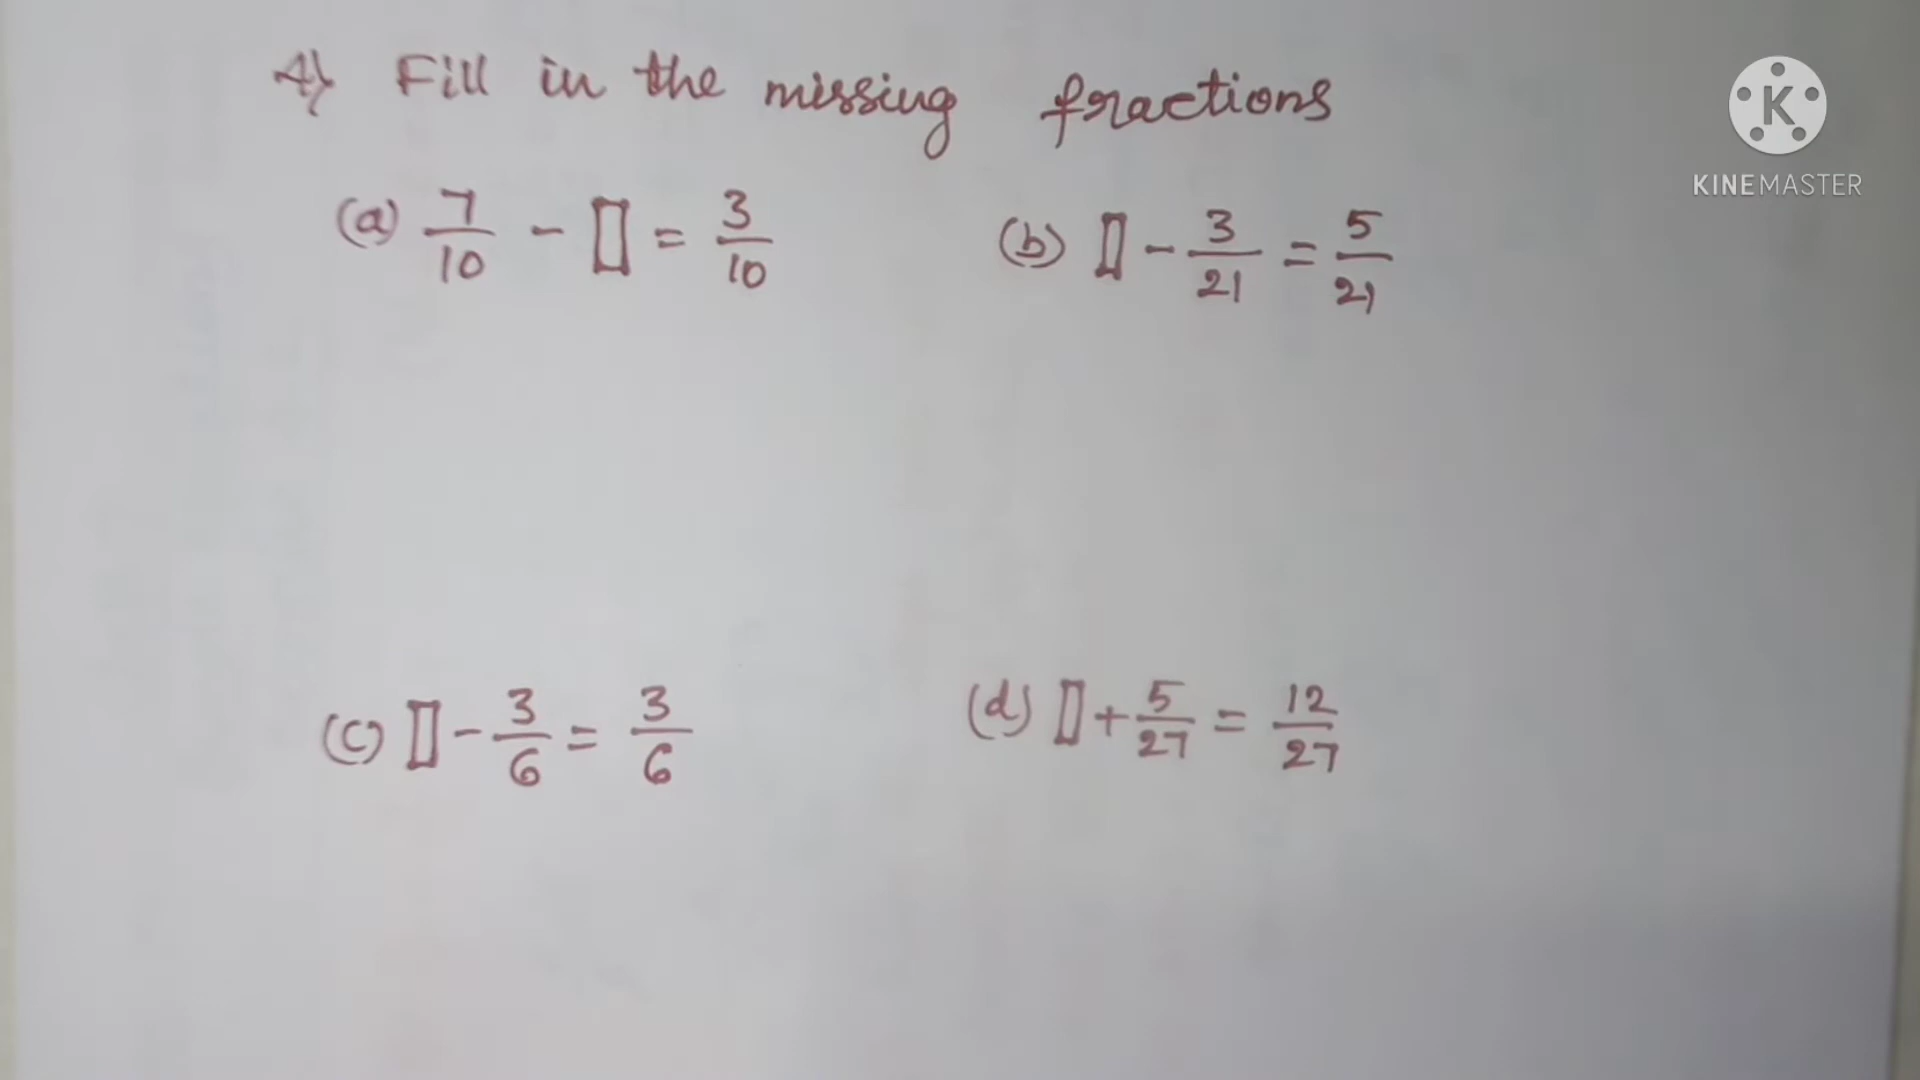 4) Fill in the missing fractions
(a) 7/10 - ▯ = 3/10
(b) ▯ - 3/21 = 5/21
(c) ▯ - 3/6 = 3/6
(d) ▯ + 5/27 = 12/27
K
KINEMASTER